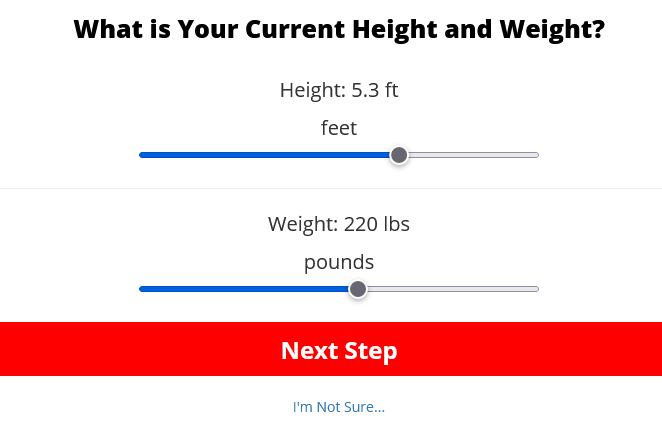 What is Your Current Height and Weight?
Height: 5.3 ft
feet
Weight: 220 lbs
pounds
Next Step
I'm Not Sure...